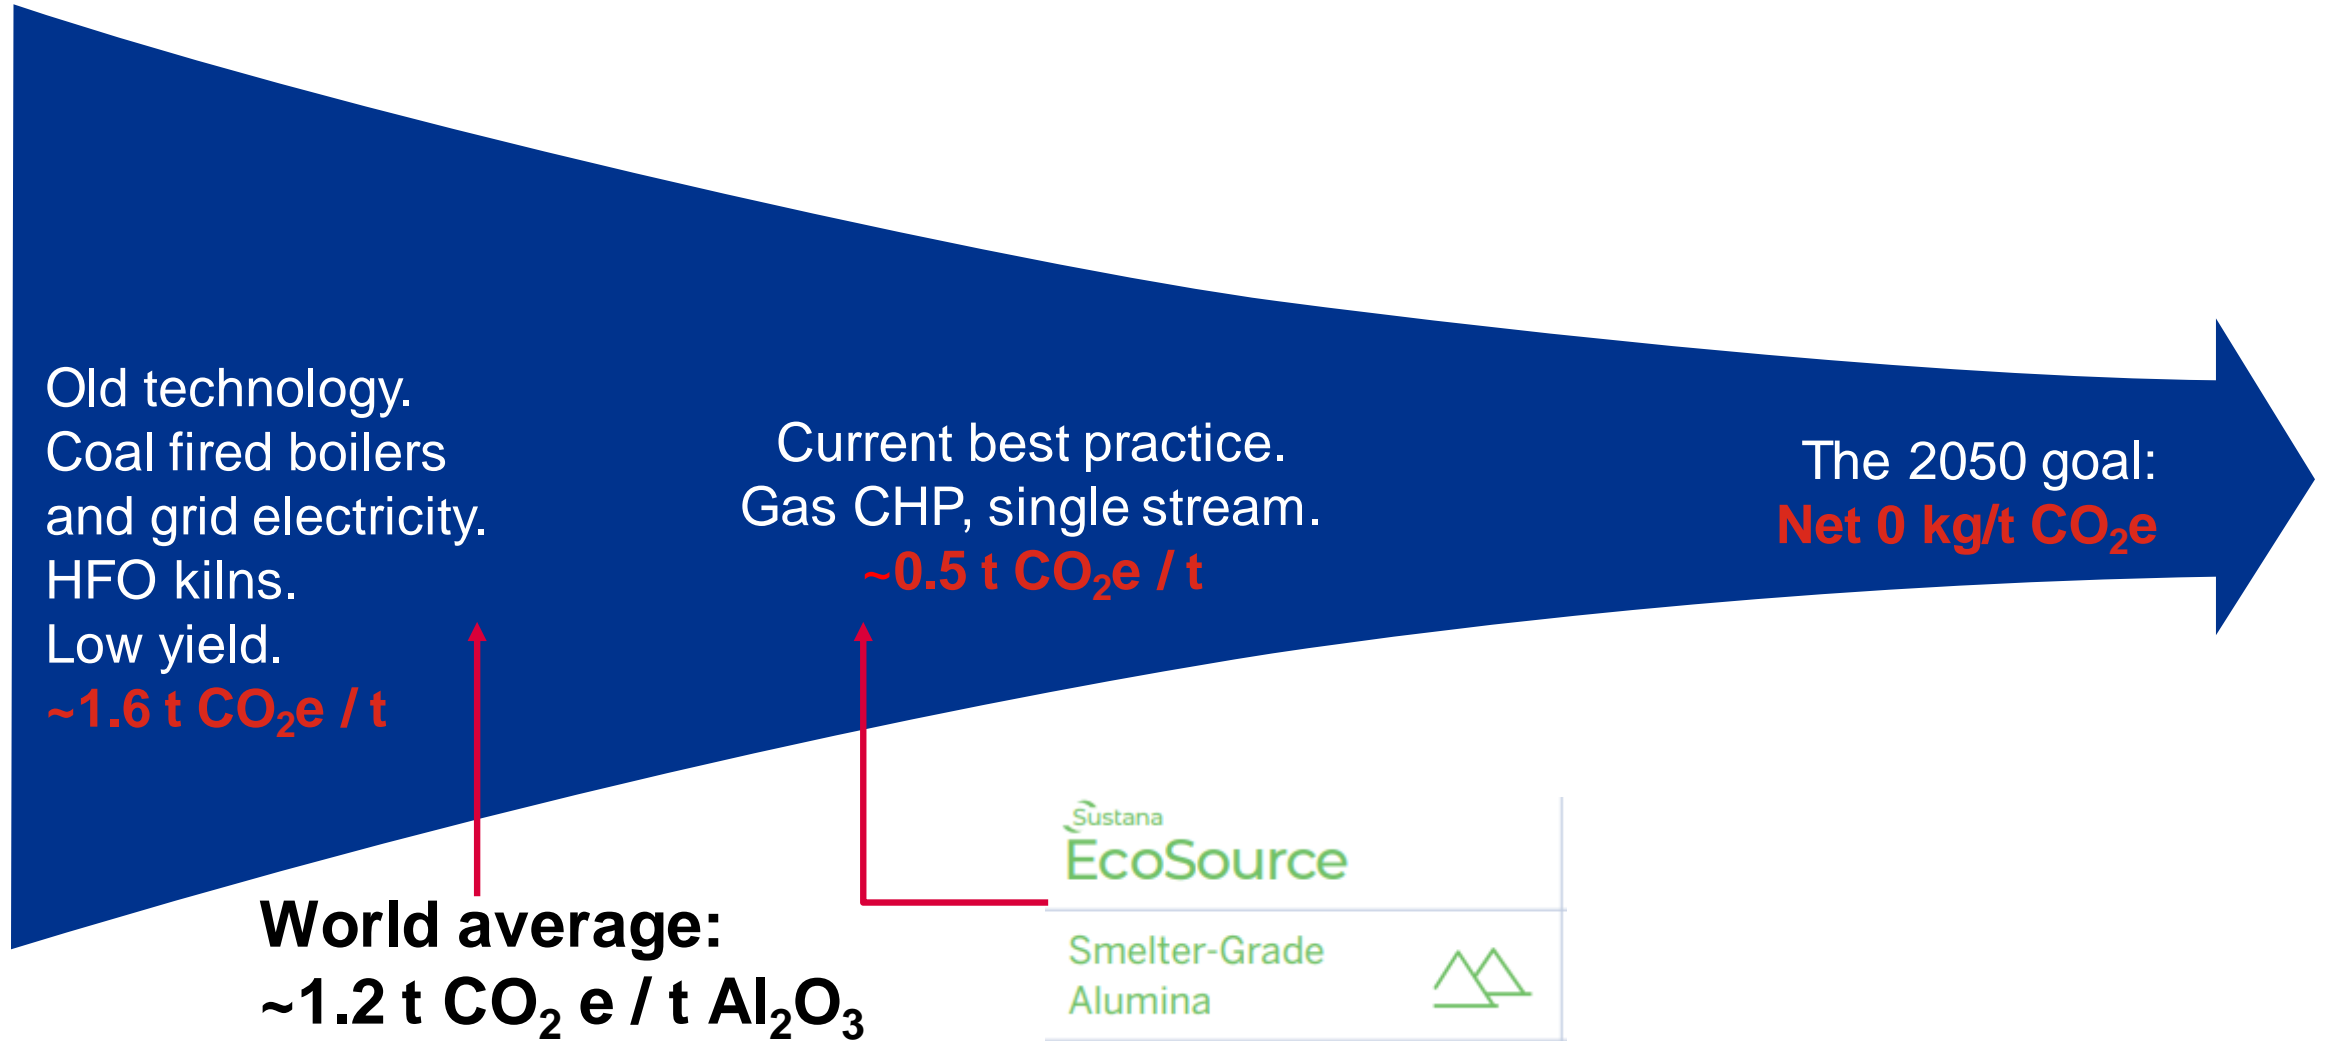 Old technology.
Coal fired boilers
and grid electricity.
HFO kilns.
Low yield.
~1.6 t CO₂e / t
Current best practice.
Gas CHP, single stream.
~0.5 t CO₂e / t
The 2050 goal:
Net 0 kg/t CO₂e
World average:
~1.2 t CO₂ e / t Al₂O₃
Sustana
EcoSource
Smelter-Grade
Alumina